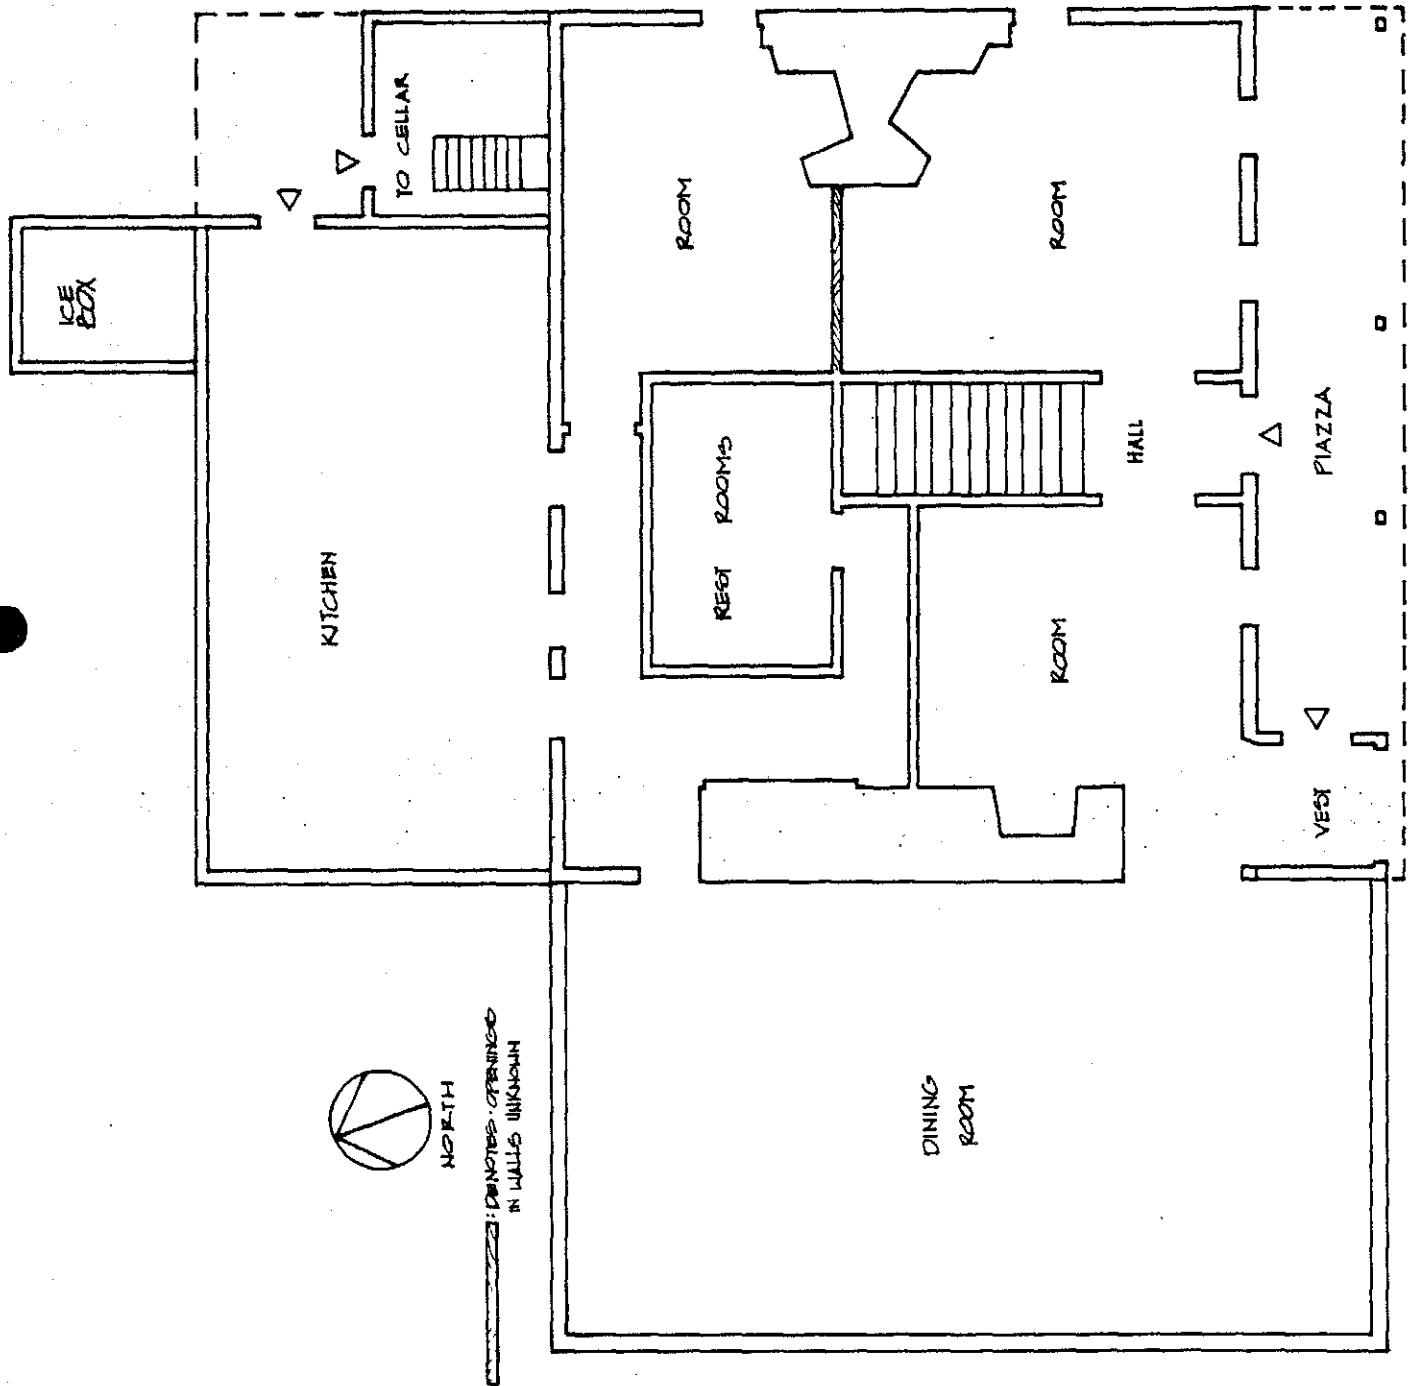 ICE
BOX
TO CELLAR
KITCHEN
ROOM
REST ROOMS
ROOM
HALL
ROOM
PIAZZA
VEST
DINING
ROOM
NORTH
: DENOTES OPENINGS
IN WALLS UNKNOWN